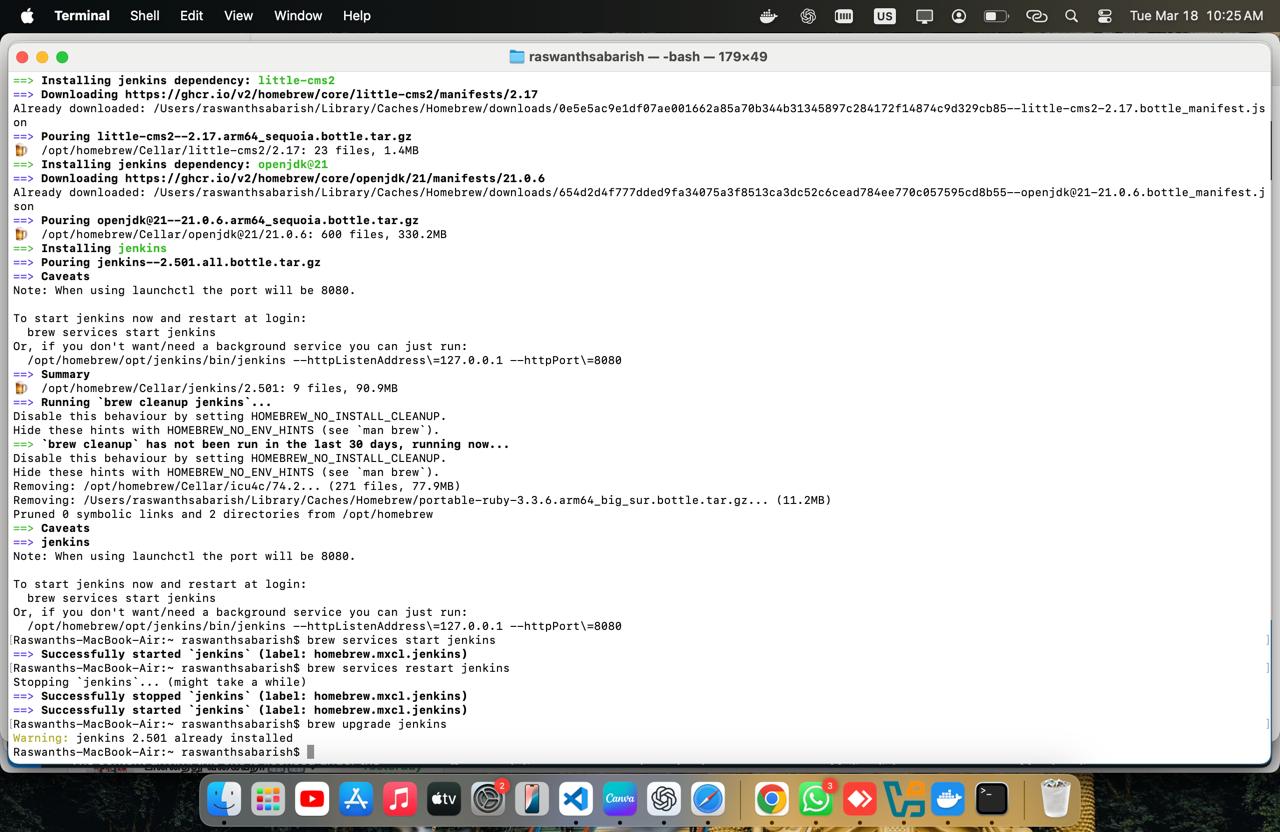 Terminal Shell Edit View Window Help US Tue Mar 18 10:25 AM
raswanthsabarish — -bash — 179×49
==> Installing jenkins dependency: little-cms2
==> Downloading https://ghcr.io/v2/homebrew/core/little-cms2/manifests/2.17
Already downloaded: /Users/raswanthsabarish/Library/Caches/Homebrew/downloads/0e5e5ac9e1df07ae001662a85a70b344b31345897c284172f14874c9d329cb85--little-cms2-2.17.bottle_manifest.js
on
==> Pouring little-cms2--2.17.arm64_sequoia.bottle.tar.gz
/opt/homebrew/Cellar/little-cms2/2.17: 23 files, 1.4MB
==> Installing jenkins dependency: openjdk@21
==> Downloading https://ghcr.io/v2/homebrew/core/openjdk/21/manifests/21.0.6
Already downloaded: /Users/raswanthsabarish/Library/Caches/Homebrew/downloads/654d2d4f777dded9fa34075a3f8513ca3dc52c6cead784ee770c057595cd8b55--openjdk@21-21.0.6.bottle_manifest.j
son
==> Pouring openjdk@21--21.0.6.arm64_sequoia.bottle.tar.gz
/opt/homebrew/Cellar/openjdk@21/21.0.6: 600 files, 330.2MB
==> Installing jenkins
==> Pouring jenkins--2.501.all.bottle.tar.gz
==> Caveats
Note: When using launchctl the port will be 8080.
To start jenkins now and restart at login:
brew services start jenkins
Or, if you don't want/need a background service you can just run:
/opt/homebrew/opt/jenkins/bin/jenkins --httpListenAddress\=127.0.0.1 --httpPort\=8080
==> Summary
/opt/homebrew/Cellar/jenkins/2.501: 9 files, 90.9MB
==> Running `brew cleanup jenkins`...
Disable this behaviour by setting HOMEBREW_NO_INSTALL_CLEANUP.
Hide these hints with HOMEBREW_NO_ENV_HINTS (see `man brew`).
==> `brew cleanup` has not been run in the last 30 days, running now...
Disable this behaviour by setting HOMEBREW_NO_INSTALL_CLEANUP.
Hide these hints with HOMEBREW_NO_ENV_HINTS (see `man brew`).
Removing: /opt/homebrew/Cellar/icu4c/74.2... (271 files, 77.9MB)
Removing: /Users/raswanthsabarish/Library/Caches/Homebrew/portable-ruby-3.3.6.arm64_big_sur.bottle.tar.gz... (11.2MB)
Pruned 0 symbolic links and 2 directories from /opt/homebrew
==> Caveats
==> jenkins
Note: When using launchctl the port will be 8080.
To start jenkins now and restart at login:
brew services start jenkins
Or, if you don't want/need a background service you can just run:
/opt/homebrew/opt/jenkins/bin/jenkins --httpListenAddress\=127.0.0.1 --httpPort\=8080
[Raswanths-MacBook-Air:~ raswanthsabarish$ brew services start jenkins ]
==> Successfully started `jenkins` (label: homebrew.mxcl.jenkins)
[Raswanths-MacBook-Air:~ raswanthsabarish$ brew services restart jenkins ]
Stopping `jenkins`... (might take a while)
==> Successfully stopped `jenkins` (label: homebrew.mxcl.jenkins)
==> Successfully started `jenkins` (label: homebrew.mxcl.jenkins)
[Raswanths-MacBook-Air:~ raswanthsabarish$ brew upgrade jenkins ]
Warning: jenkins 2.501 already installed
Raswanths-MacBook-Air:~ raswanthsabarish$
tv 2 Canva 3